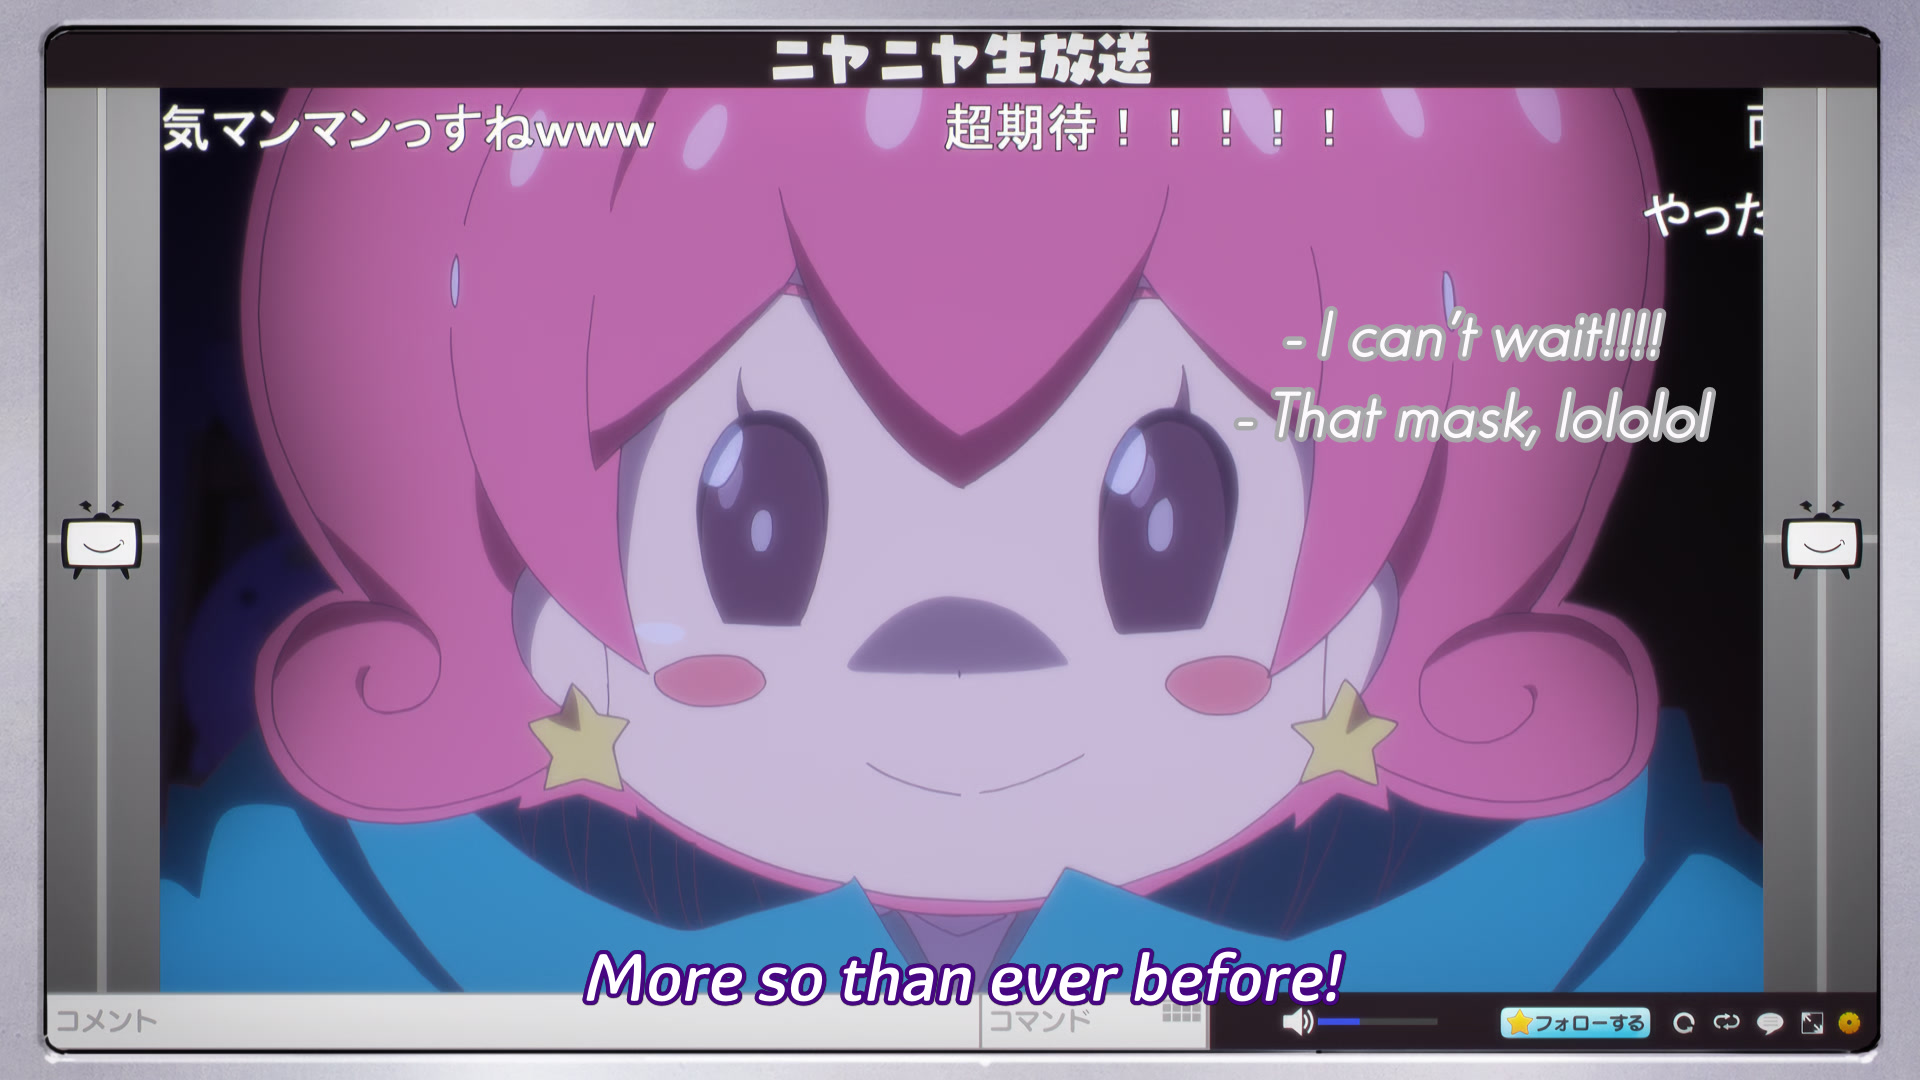 ニヤニヤ生放送
気マンマンっすねwww
超期待！！！！！
やった
- I can't wait!!!!
- That mask, lololol
More so than ever before!
コメント
コマンド
フォローする